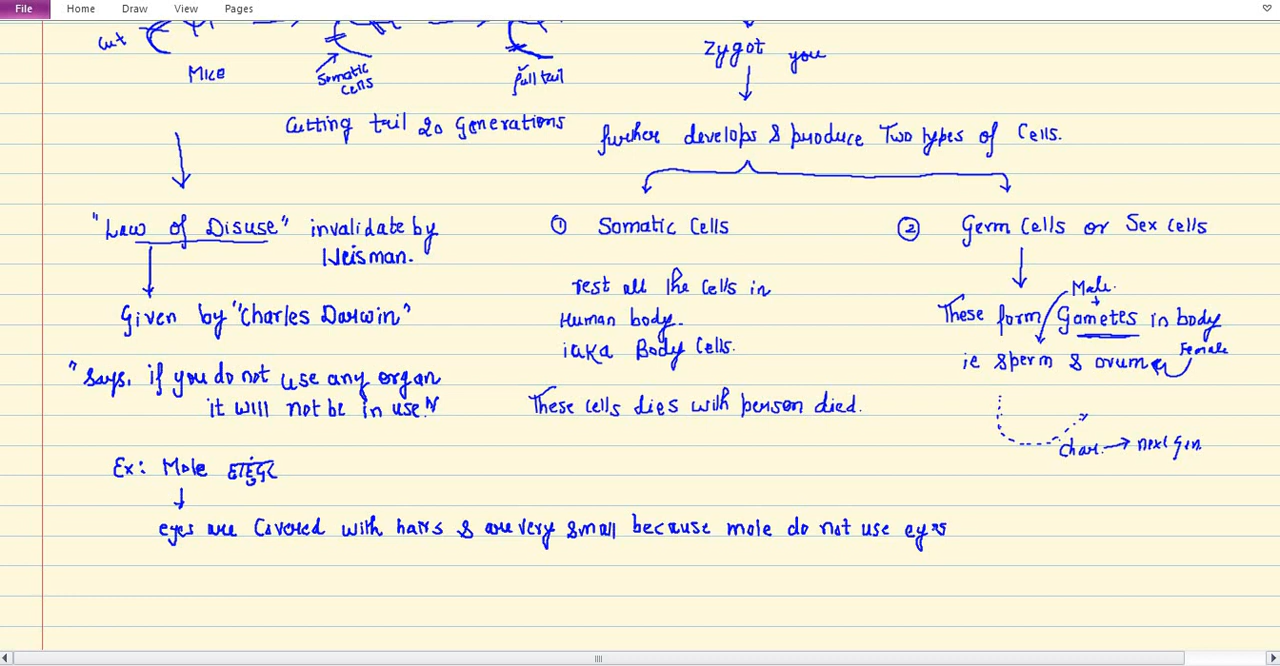 File Home Draw View Pages
cut
Mice
Somatic
cells
full tail
Cutting tail 20 Generations
Zygot you
further develops & produce Two types of Cells.
"Law of Disuse" invalidate by
Weisman.
Given by "Charles Darwin"
"Says, if you do not use any organ
it will not be in use."
Ex: Mole
eyes are Covered with hairs & are very small because mole do not use eyes
① Somatic Cells
rest all the cells in
Human body.
Body Cells.
These cells dies with person died.
② Germ Cells or Sex cells
Male.
These form Gametes in body
ie sperm & ovum
Female
Char. → next gen.